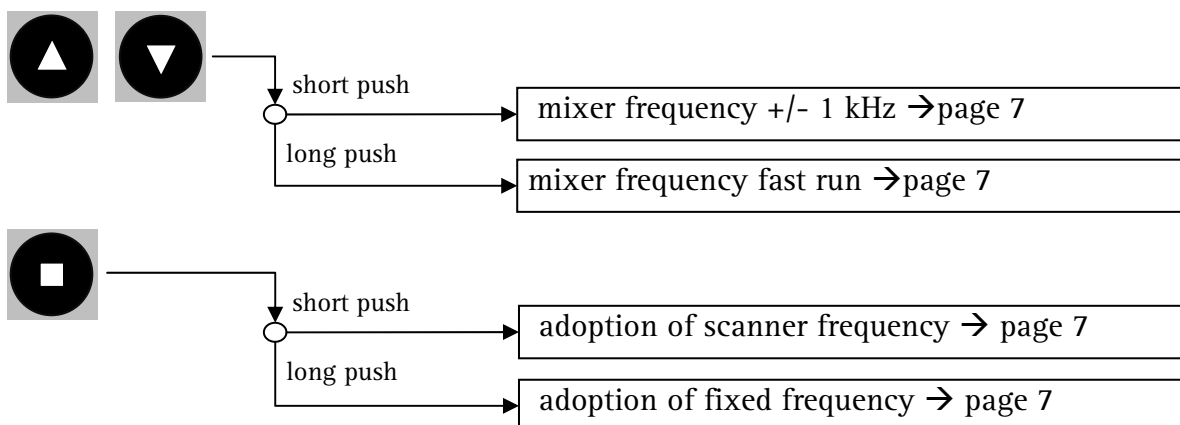 short push
mixer frequency +/- 1 kHz →page 7
long push
mixer frequency fast run →page 7
short push
adoption of scanner frequency → page 7
long push
adoption of fixed frequency → page 7